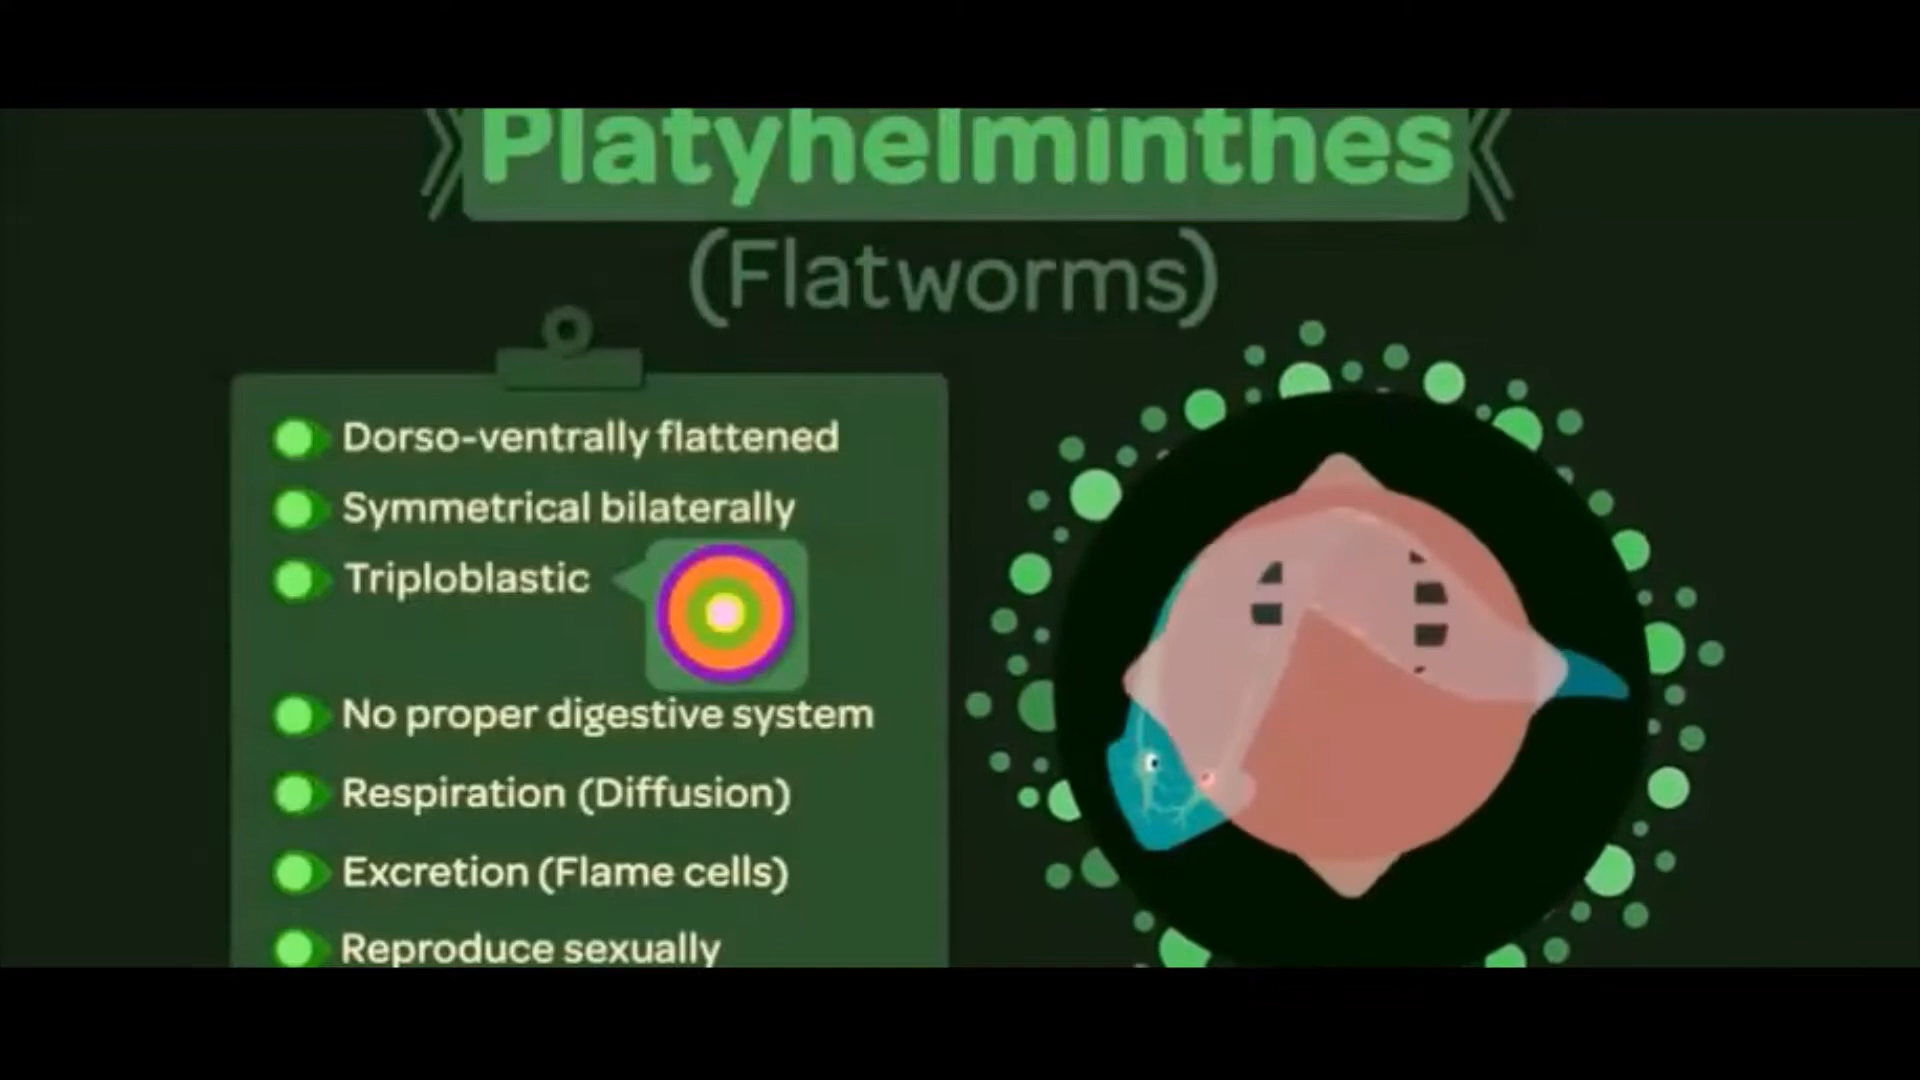 Platyhelminthes
(Flatworms)
Dorso-ventrally flattened
Symmetrical bilaterally
Triploblastic
No proper digestive system
Respiration (Diffusion)
Excretion (Flame cells)
Reproduce sexually